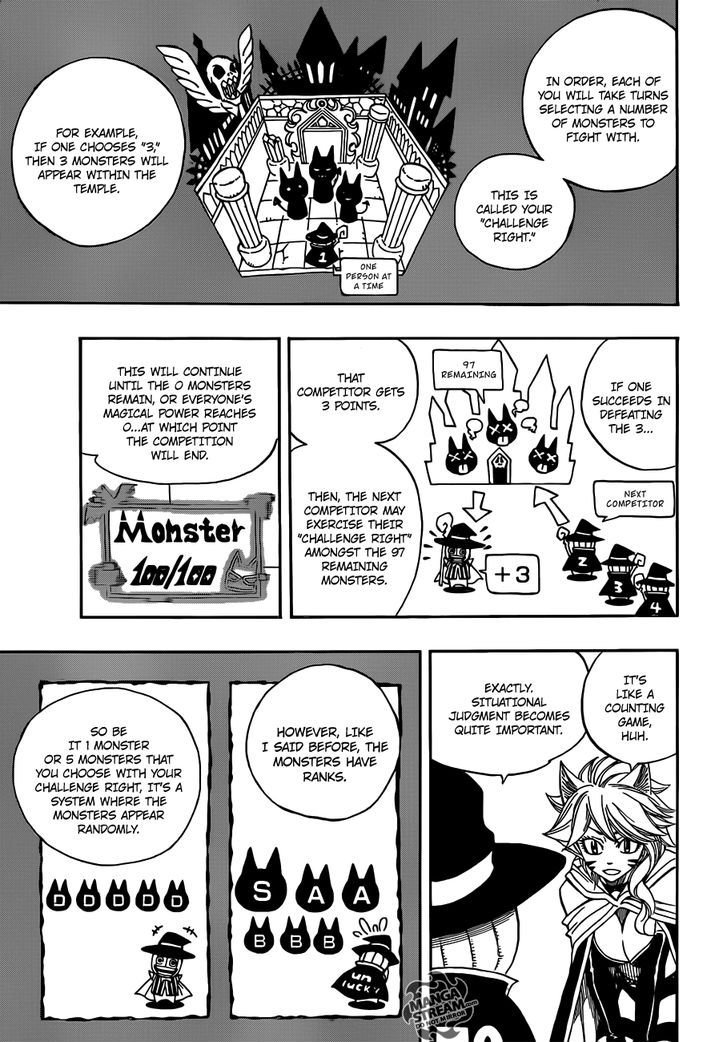 IN ORDER, EACH OF
YOU WILL TAKE TURNS
SELECTING A NUMBER
OF MONSTERS TO
FIGHT WITH.
THIS IS
CALLED YOUR
"CHALLENGE
RIGHT."
FOR EXAMPLE,
IF ONE CHOOSES "3,"
THEN 3 MONSTERS WILL
APPEAR WITHIN THE
TEMPLE.
1
ONE
PERSON AT
A TIME
IF ONE
SUCCEEDS IN
DEFEATING
THE 3...
97
REMAINING
NEXT
COMPETITOR
2
3
4
+3
THAT
COMPETITOR GETS
3 POINTS.
THEN, THE NEXT
COMPETITOR MAY
EXERCISE THEIR
"CHALLENGE RIGHT"
AMONGST THE 97
REMAINING
MONSTERS.
THIS WILL CONTINUE
UNTIL THE 0 MONSTERS
REMAIN, OR EVERYONE'S
MAGICAL POWER REACHES
0...AT WHICH POINT
THE COMPETITION
WILL END.
Monster
100/100
IT'S
LIKE A
COUNTING
GAME,
HUH.
EXACTLY.
SITUATIONAL
JUDGMENT BECOMES
QUITE IMPORTANT.
HOWEVER, LIKE
I SAID BEFORE, THE
MONSTERS HAVE
RANKS.
S A A
B B B
un
lucky
SO BE
IT 1 MONSTER
OR 5 MONSTERS THAT
YOU CHOOSE WITH YOUR
CHALLENGE RIGHT, IT'S A
SYSTEM WHERE THE
MONSTERS APPEAR
RANDOMLY.
D D D D D
MANGA
STREAM.com
DO NOT MIRROR